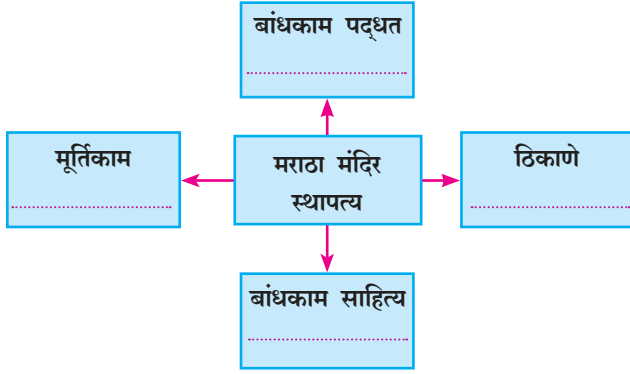 बांधकाम पद्धत
मूर्तिकाम
मराठा मंदिर
स्थापत्य
ठिकाणे
बांधकाम साहित्य